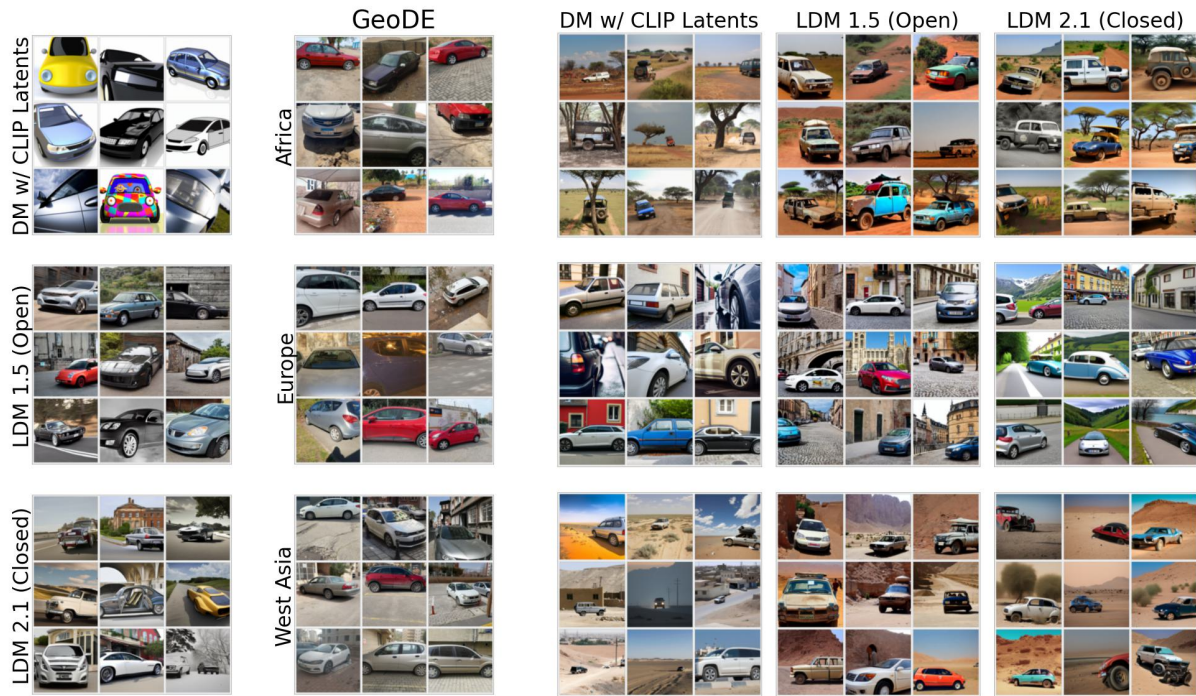 GeoDE
DM w/ CLIP Latents
LDM 1.5 (Open)
LDM 2.1 (Closed)
DM w/ CLIP Latents
Africa
LDM 1.5 (Open)
Europe
LDM 2.1 (Closed)
West Asia